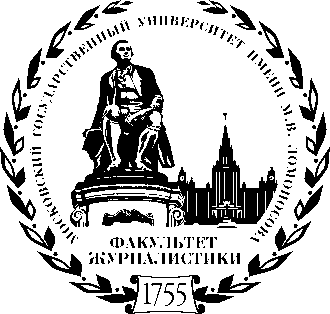 МОСКОВСКИЙ ГОСУДАРСТВЕННЫЙ УНИВЕРСИТЕТ ИМЕНИ М.В. ЛОМОНОСОВА
ФАКУЛЬТЕТ
ЖУРНАЛИСТИКИ
1755